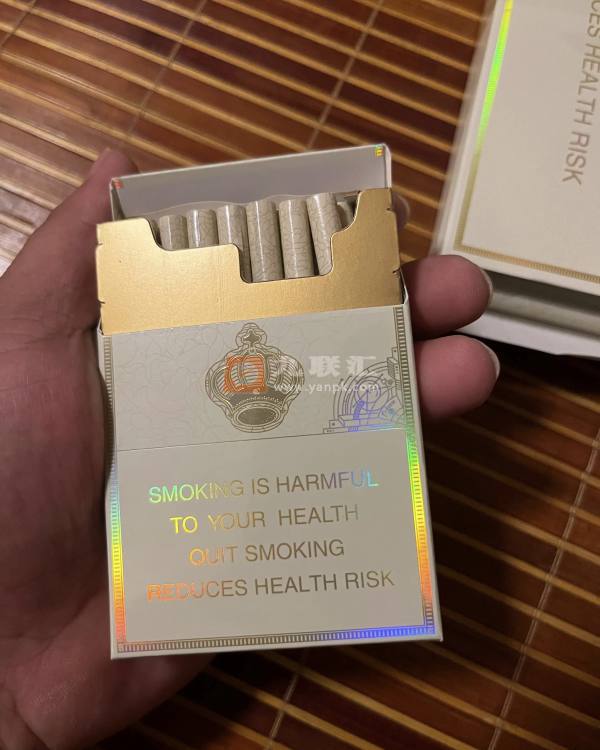 CES HEALTH RISK
联汇
www.yanpk.com
SMOKING IS HARMFUL
TO YOUR HEALTH
QUIT SMOKING
REDUCES HEALTH RISK